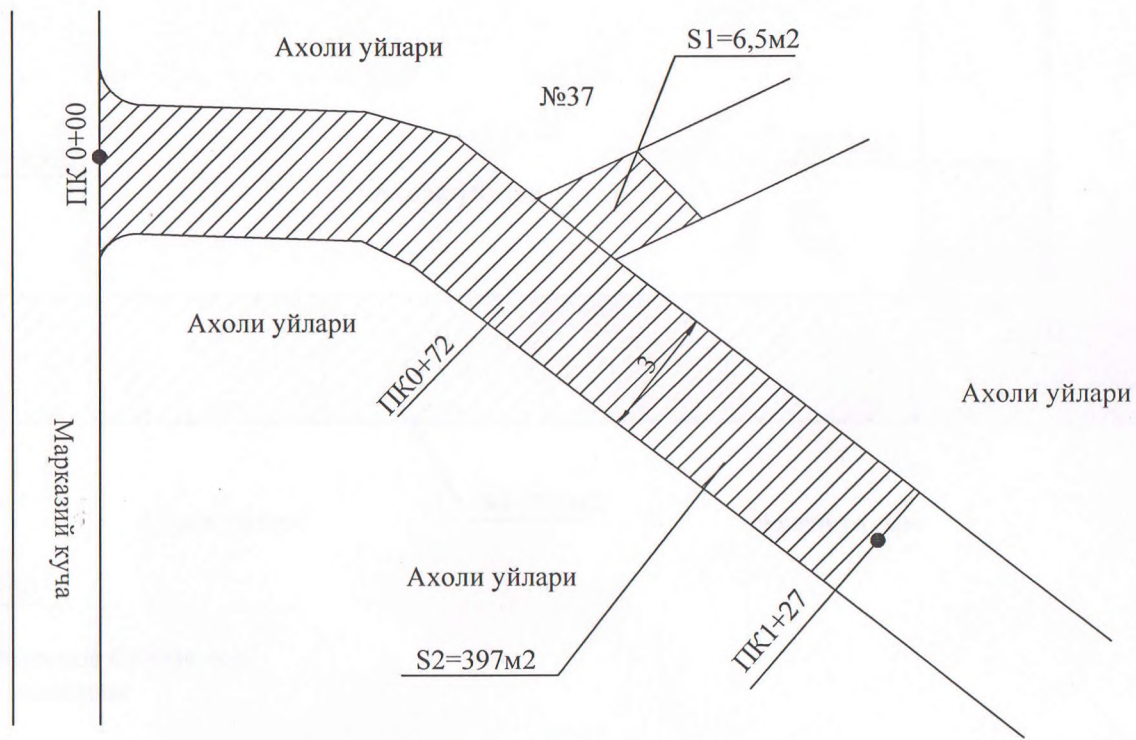 Ахоли уйлари
S1=6,5м2
№37
ПК 0+00
Ахоли уйлари
ПК0+72
3
Ахоли уйлари
Марказий куча
Ахоли уйлари
ПК1+27
S2=397м2